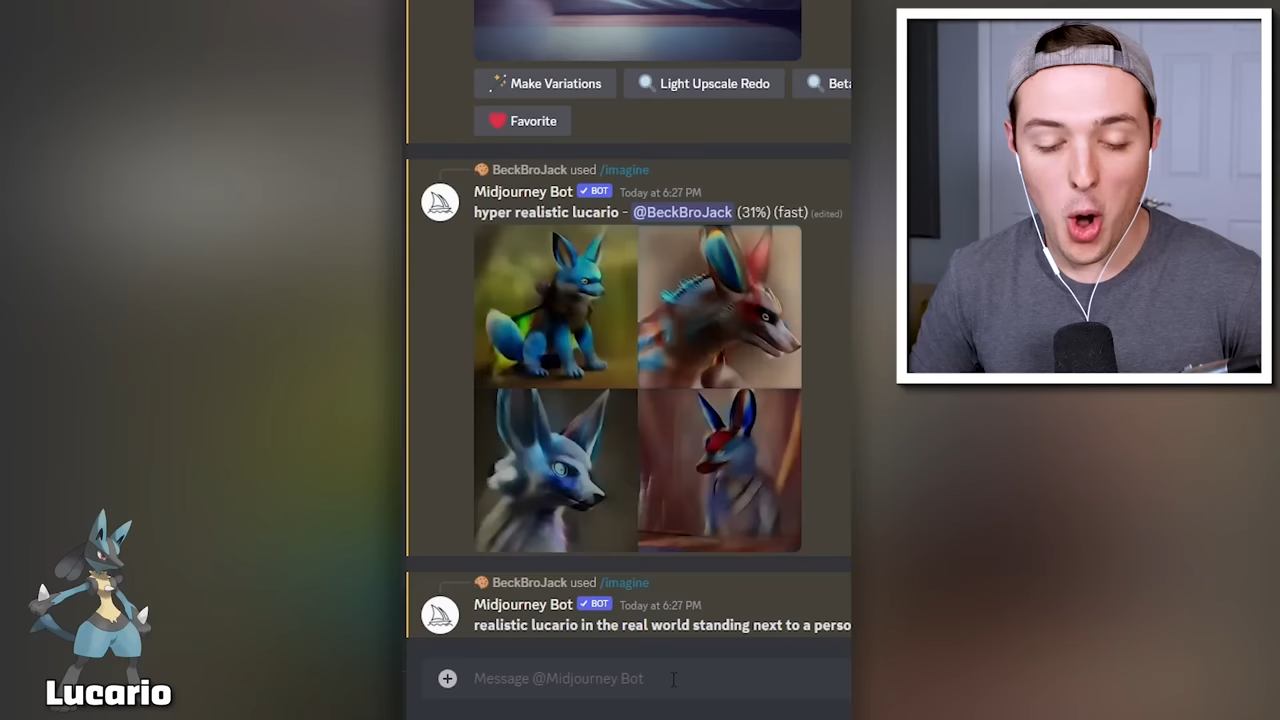 Make Variations
Light Upscale Redo
Beta
Favorite
BeckBroJack used /imagine
Midjourney Bot ✓ BOT Today at 6:27 PM
hyper realistic lucario - @BeckBroJack (31%) (fast) (edited)
BeckBroJack used /imagine
Midjourney Bot ✓ BOT Today at 6:27 PM
realistic lucario in the real world standing next to a perso
Message @Midjourney Bot
Lucario